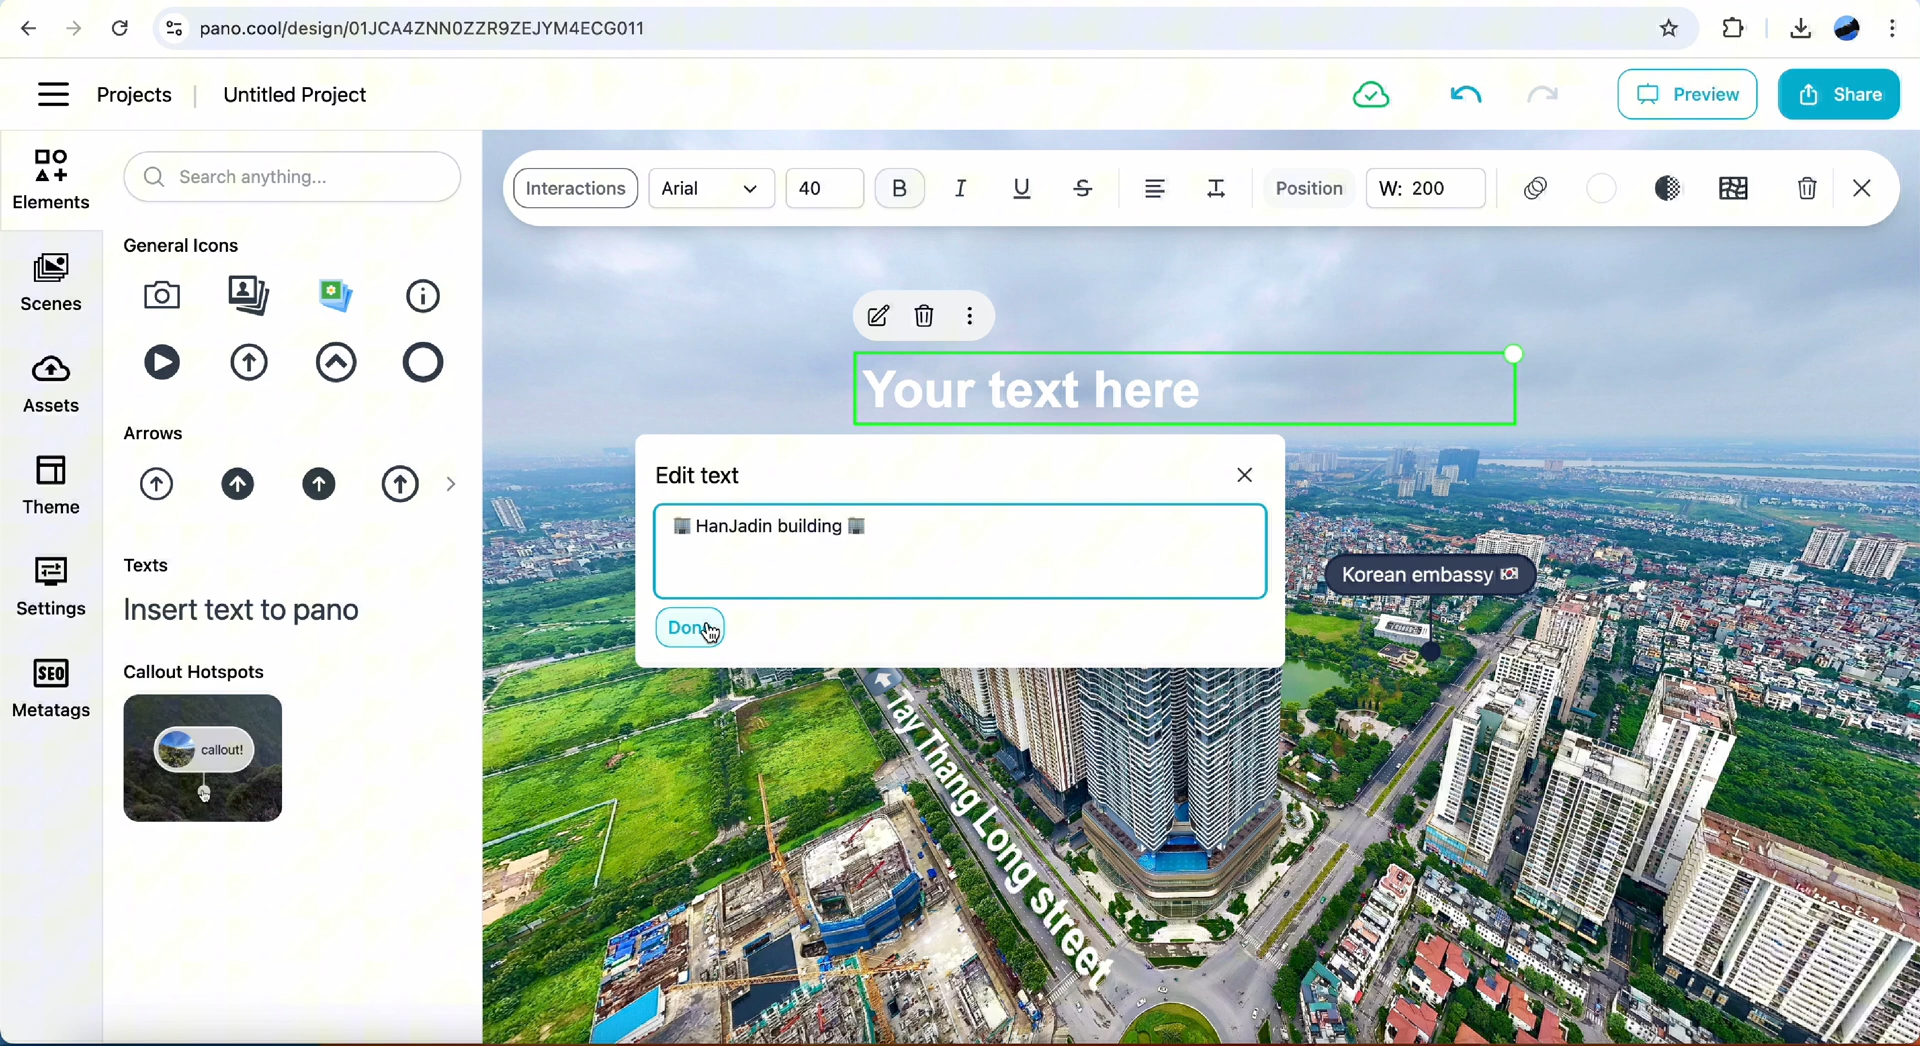 pano.cool/design/01JCA4ZNN0ZZR9ZEJYM4ECG011
Projects | Untitled Project
Preview
Share
Elements
Scenes
Assets
Theme
Settings
SEO
Metatags
Search anything...
General Icons
Arrows
Texts
Insert text to pano
Callout Hotspots
callout!
Interactions
Arial
40
B
I
U
S
Position
W: 200
Your text here
Edit text
🏢 HanJadin building 🏢
Done
Korean embassy 🇰🇷
Tay Thang Long street